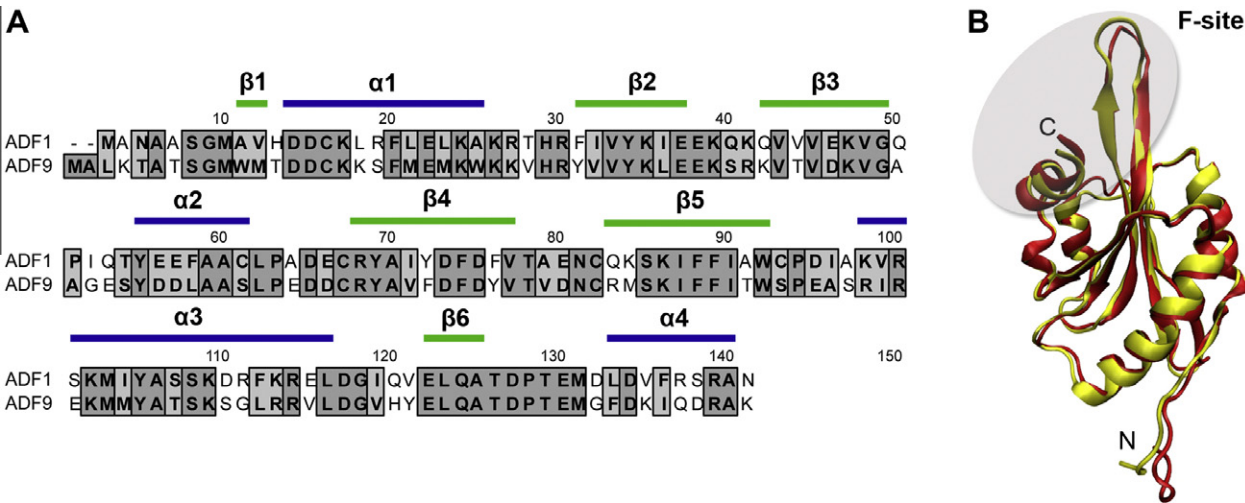 A
β1 α1 β2 β3
10 20 30 40 50
ADF1 --MANAASGMAVHDDCKLRFLELKAKRTHRFIVYKIEEKQKQVVVEKVGQ
ADF9 MALKTATSGMWMTDDCKKSFMEMKWKKVHRYIVYKLEEKSRKVTVDKVGA
α2 β4 β5
60 70 80 90 100
ADF1 PIQTYEEFAACLPADECRYAIYDFDFVTAENCQKSKIFFIAWCPDIAKVR
ADF9 AGESYDDLAASLPEDDCRYAVFDFDYVTVDNCRMSKIFFITWSPEASRIR
α3 β6 α4
110 120 130 140 150
ADF1 SKMIYASSKDRFKRELDGIQVELQATDPTEMDLDVFRSRAN
ADF9 EKMMYATSKSGLRRVLDGVHYELQATDPTEMGFDKIQDRAK
B
F-site
C
N